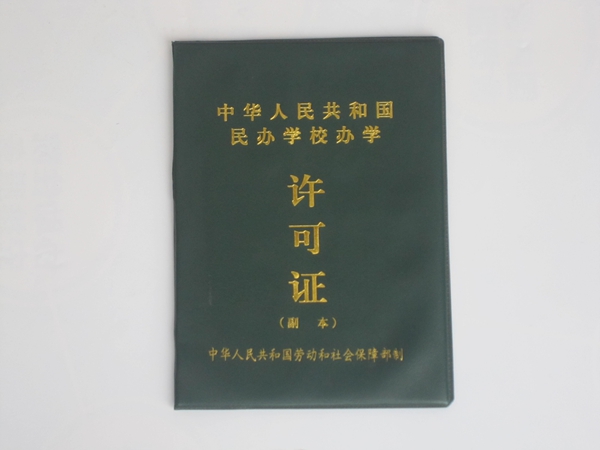 中华人民共和国
民办学校办学
许
可
证
（副 本）
中华人民共和国劳动和社会保障部制